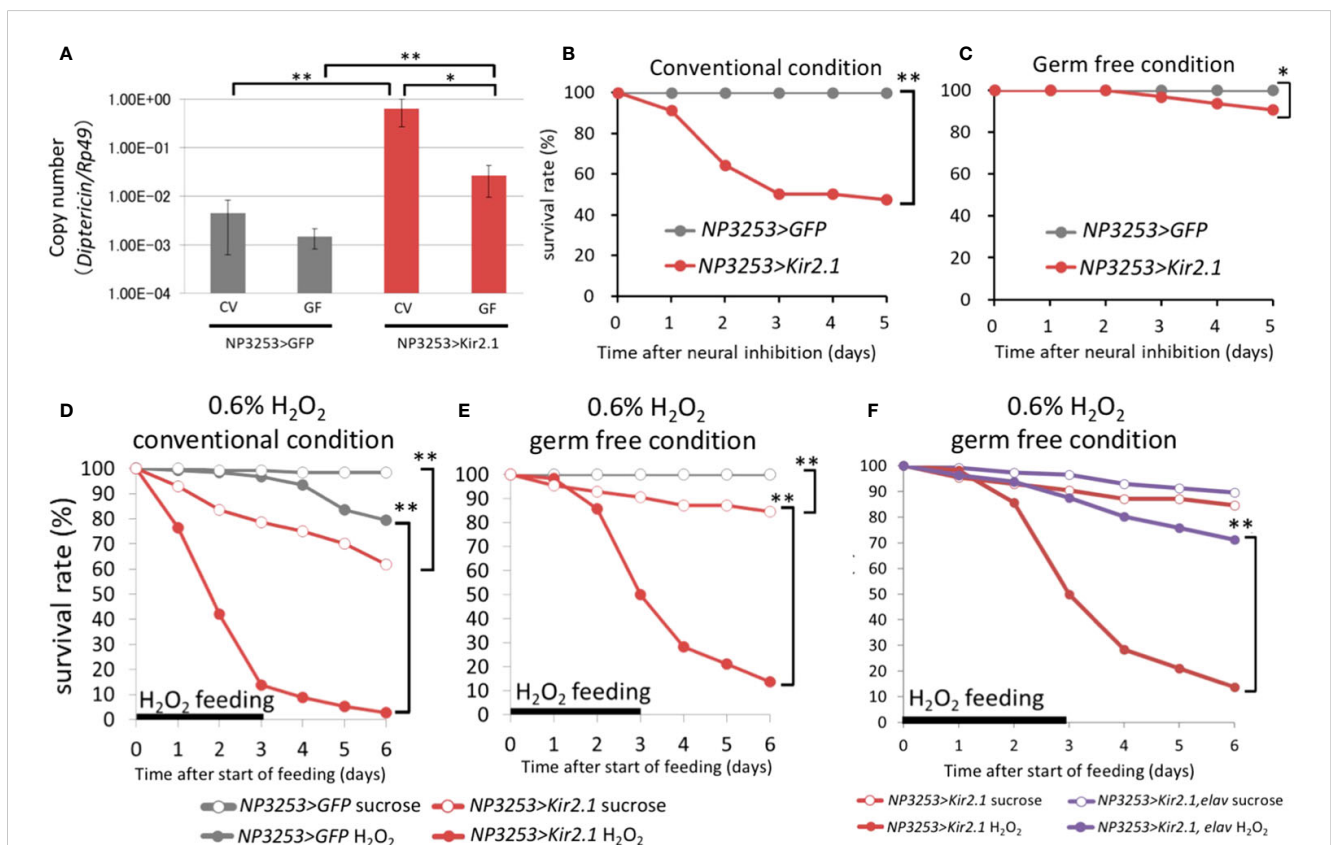 A
**
**
*
1.00E+00
1.00E-01
1.00E-02
1.00E-03
1.00E-04
Copy number
(Diptericin/Rp49)
CV
GF
CV
GF
NP3253>GFP
NP3253>Kir2.1
B
Conventional condition
**
survival rate (%)
100
80
60
40
20
0
NP3253>GFP
NP3253>Kir2.1
0 1 2 3 4 5
Time after neural inhibition (days)
C
Germ free condition
*
100
80
60
40
20
0
NP3253>GFP
NP3253>Kir2.1
0 1 2 3 4 5
Time after neural inhibition (days)
D
0.6% H₂O₂
conventional condition
**
**
survival rate (%)
100
90
80
70
60
50
40
30
20
10
0
H₂O₂ feeding
0 1 2 3 4 5 6
Time after start of feeding (days)
E
0.6% H₂O₂
germ free condition
**
**
100
90
80
70
60
50
40
30
20
10
0
H₂O₂ feeding
0 1 2 3 4 5 6
Time after start of feeding (days)
NP3253>GFP sucrose
NP3253>Kir2.1 sucrose
NP3253>GFP H₂O₂
NP3253>Kir2.1 H₂O₂
F
0.6% H₂O₂
germ free condition
**
100
90
80
70
60
50
40
30
20
10
0
H₂O₂ feeding
0 1 2 3 4 5 6
Time after start of feeding (days)
NP3253>Kir2.1 sucrose
NP3253>Kir2.1,elav sucrose
NP3253>Kir2.1 H₂O₂
NP3253>Kir2.1, elav H₂O₂